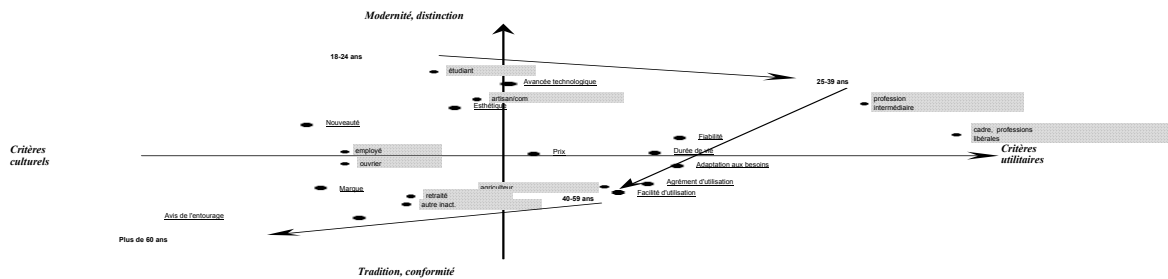 Modernité, distinction
18-24 ans
étudiant
Avancée technologique
25-39 ans
artisan/com
Esthétique
profession
intermédiaire
Nouveauté
Fiabilité
cadre, professions
libérales
Critères
culturels
employé
Prix
Durée de vie
Critères
utilitaires
ouvrier
Adaptation aux besoins
Marque
agriculteur
Agrément d'utilisation
retraité
40-59 ans
Facilité d'utilisation
autre inact.
Avis de l'entourage
Plus de 60 ans
Tradition, conformité